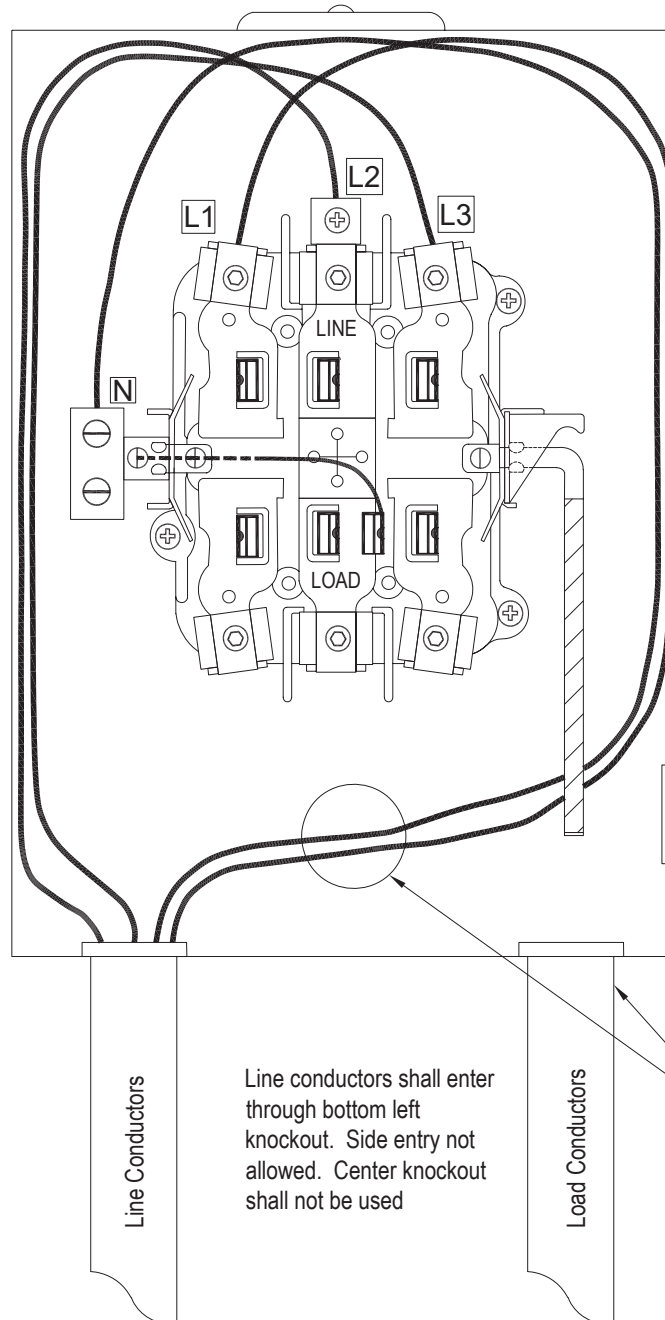 L2
L1
L3
LINE
N
LOAD
Line Conductors
Line conductors shall enter
through bottom left
knockout. Side entry not
allowed. Center knockout
shall not be used
Load Conductors